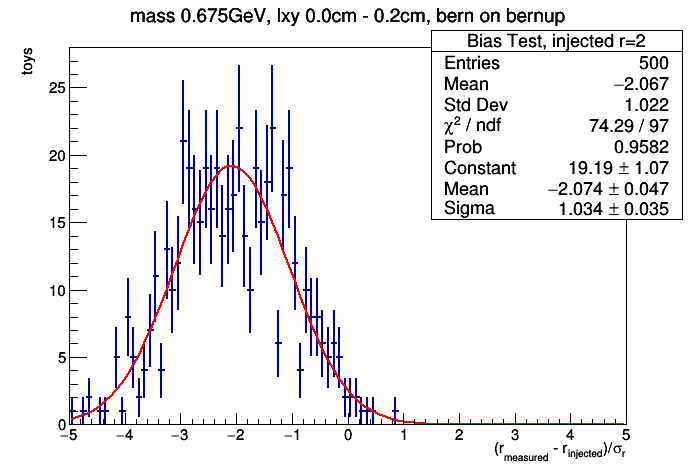 mass 0.675GeV, lxy 0.0cm - 0.2cm, bern on bernup
toys
Bias Test, injected r=2
Entries 500
Mean −2.067
Std Dev 1.022
χ² / ndf 74.29 / 97
Prob 0.9582
Constant 19.19 ± 1.07
Mean −2.074 ± 0.047
Sigma 1.034 ± 0.035
25
20
15
10
5
0
−5 −4 −3 −2 −1 0 1 2 3 4 5
(r_measured - r_injected)/σ_r